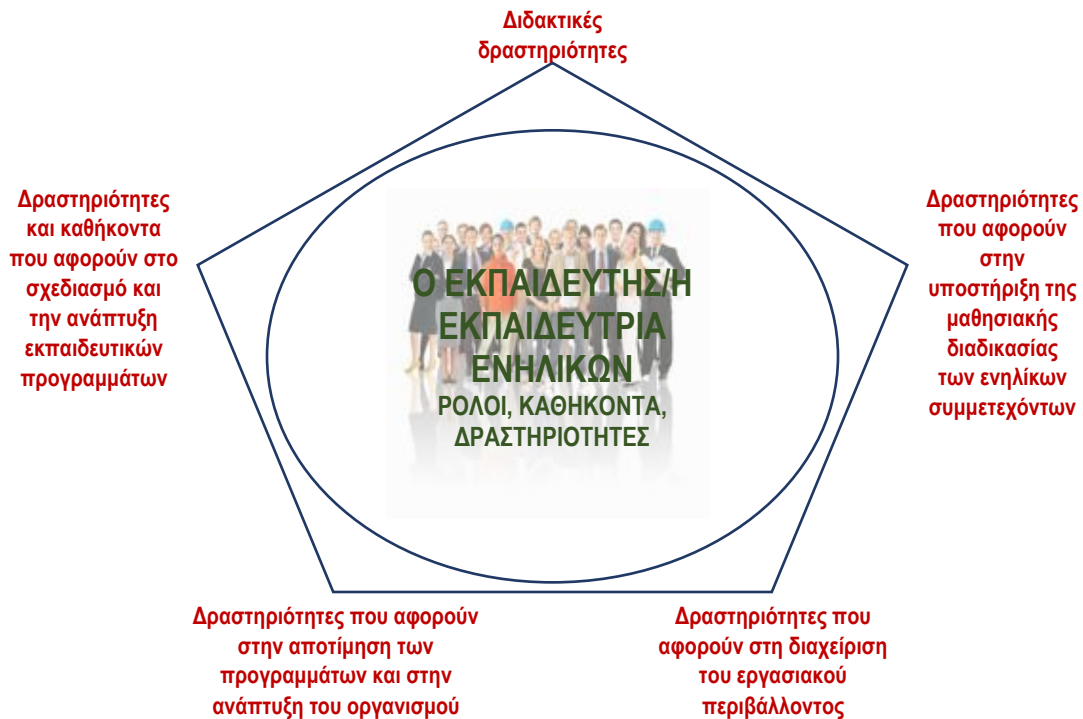 Διδακτικές
δραστηριότητες
Δραστηριότητες
και καθήκοντα
που αφορούν στο
σχεδιασμό και
την ανάπτυξη
εκπαιδευτικών
προγραμμάτων
Δραστηριότητες
που αφορούν
στην
υποστήριξη της
μαθησιακής
διαδικασίας
των ενηλίκων
συμμετεχόντων
Ο ΕΚΠΑΙΔΕΥΤΗΣ/Η
ΕΚΠΑΙΔΕΥΤΡΙΑ
ΕΝΗΛΙΚΩΝ
ΡΟΛΟΙ, ΚΑΘΗΚΟΝΤΑ,
ΔΡΑΣΤΗΡΙΟΤΗΤΕΣ
Δραστηριότητες που αφορούν
στην αποτίμηση των
προγραμμάτων και στην
ανάπτυξη του οργανισμού
Δραστηριότητες που
αφορούν στη διαχείριση
του εργασιακού
περιβάλλοντος